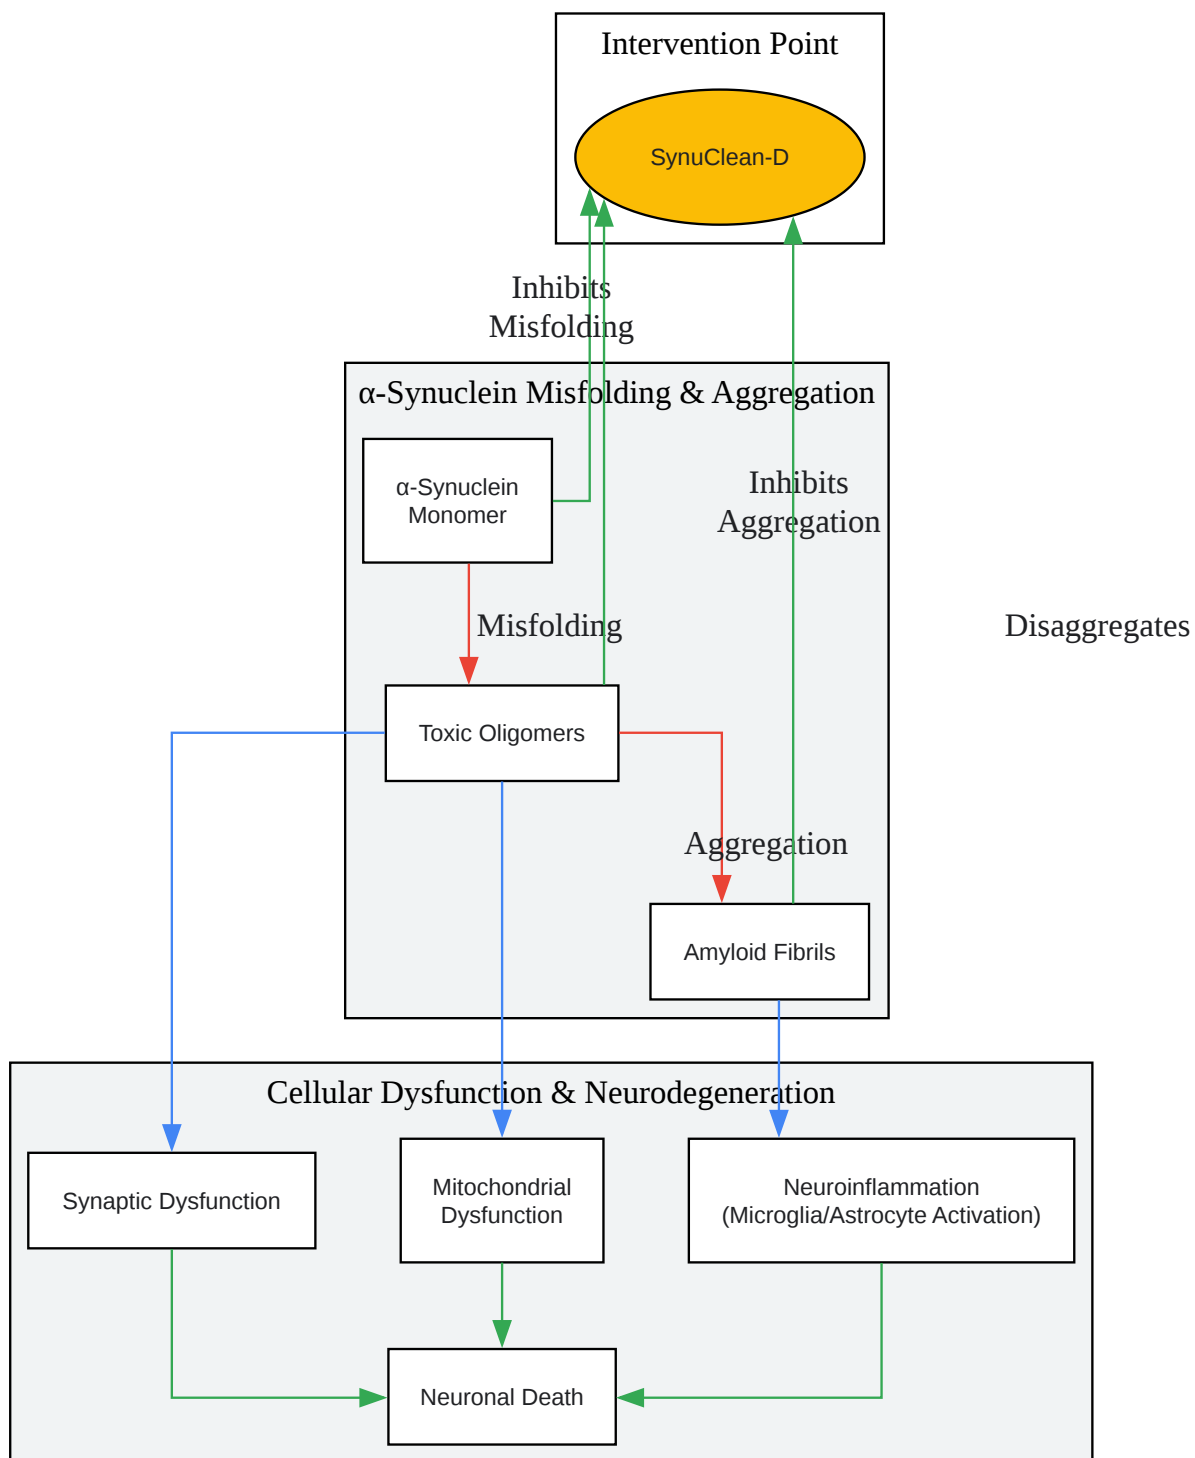 Intervention Point
SynuClean-D
Inhibits
Misfolding
α-Synuclein Misfolding & Aggregation
α-Synuclein
Monomer
Inhibits
Aggregation
Misfolding
Disaggregates
Toxic Oligomers
Aggregation
Amyloid Fibrils
Cellular Dysfunction & Neurodegeneration
Synaptic Dysfunction
Mitochondrial
Dysfunction
Neuroinflammation
(Microglia/Astrocyte Activation)
Neuronal Death